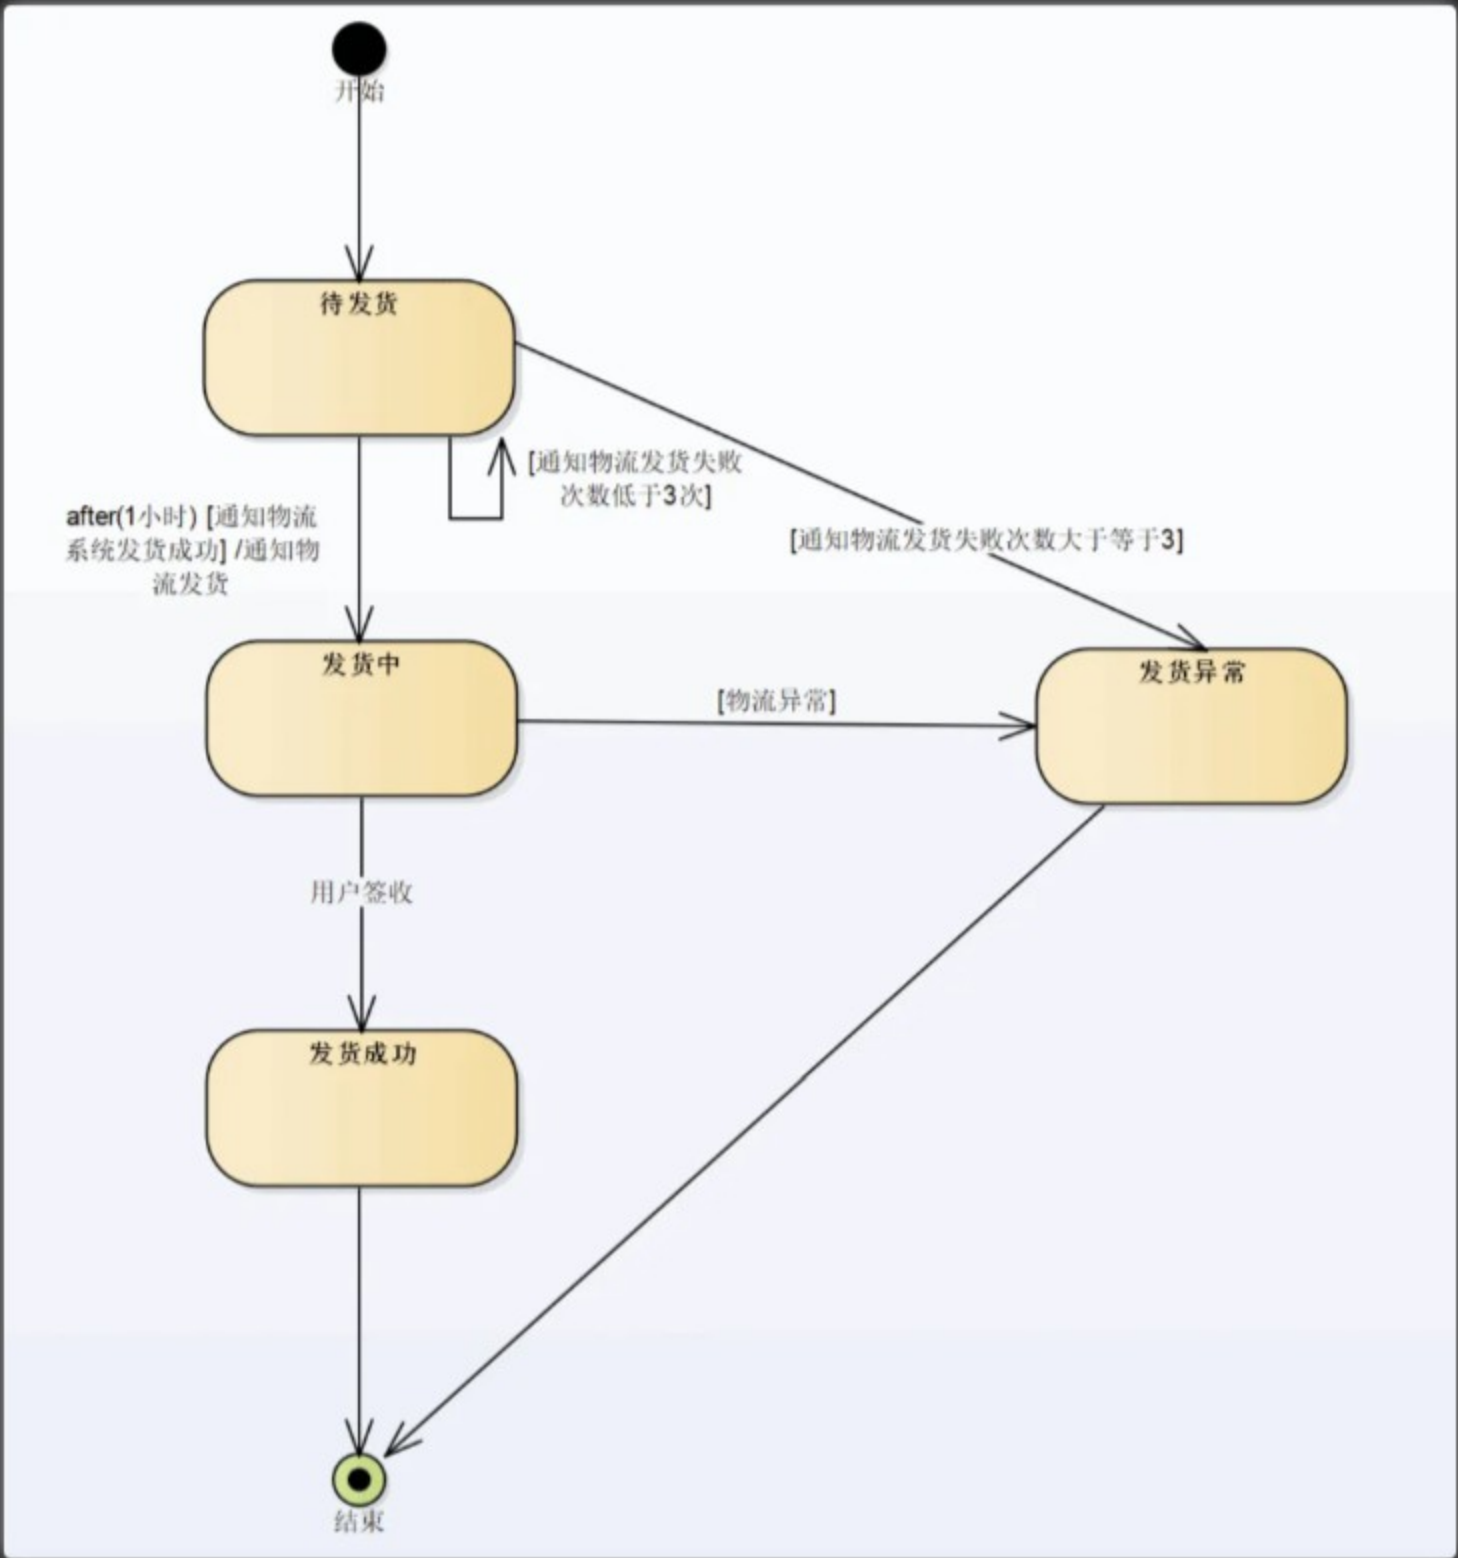 开始
待发货
[通知物流发货失败
次数低于3次]
after(1小时) [通知物流
系统发货成功] /通知物
流发货
[通知物流发货失败次数大于等于3]
发货中
[物流异常]
发货异常
用户签收
发货成功
结束